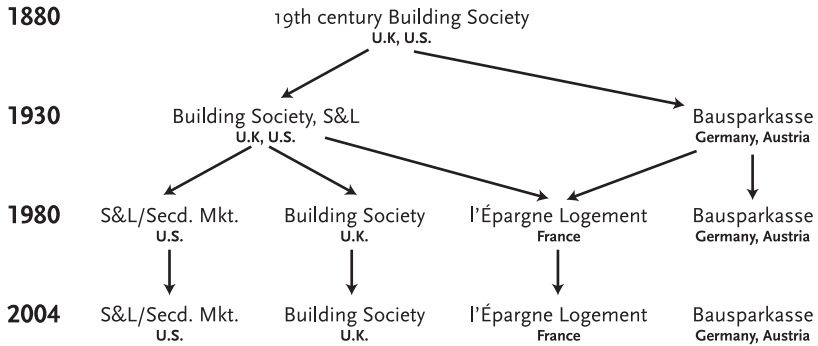 1880 19th century Building Society
U.K, U.S.
1930 Building Society, S&L Bausparkasse
U.K, U.S. Germany, Austria
1980 S&L/Secd. Mkt. Building Society l'Épargne Logement Bausparkasse
U.S. U.K. France Germany, Austria
2004 S&L/Secd. Mkt. Building Society l'Épargne Logement Bausparkasse
U.S. U.K. France Germany, Austria